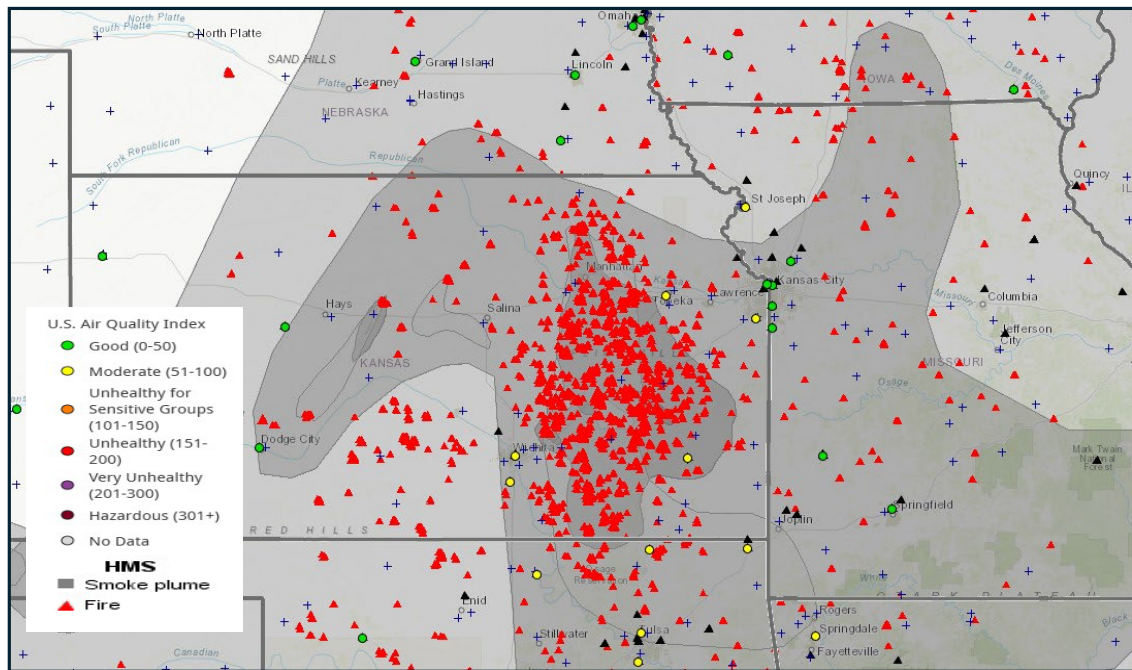 North Platte
South Platte
North Platte
SAND HILLS
Grand Island
Platte
Kearney
NEBRASKA
Hastings
Omaha
Lincoln
IOWA
Des Moines
South Fork Republican
Republican
Quincy
St Joseph
Manhattan
Kansas
Kansas City
Topeka
Lawrence
Missouri
Columbia
Jefferson
City
Hays
Salina
KANSAS
MISSOURI
Osage
Dodge City
Wichita
Mark Twain
National
Forest
Springfield
Joplin
RED HILLS
Osage
Reservation
White
OZARK PLATEAU
Enid
Stillwater
Tulsa
Rogers
Springdale
Fayetteville
Black
Canadian
U.S. Air Quality Index
Good (0-50)
Moderate (51-100)
Unhealthy for
Sensitive Groups
(101-150)
Unhealthy (151-
200)
Very Unhealthy
(201-300)
Hazardous (301+)
No Data
HMS
Smoke plume
Fire